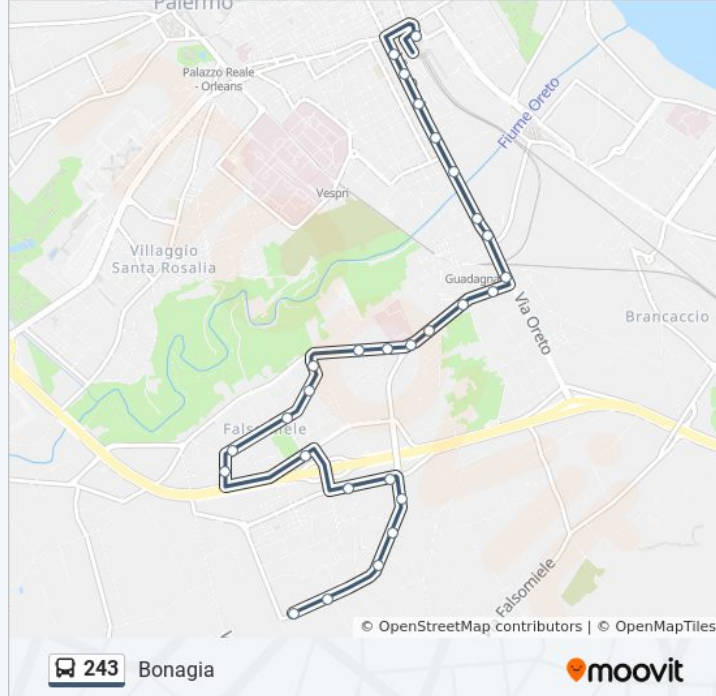 Palermo
Palazzo Reale
- Orleans
Fiume Oreto
Vespri
Villaggio
Santa Rosalia
Guadagna
Via Oreto
Brancaccio
Falsomiele
Falsomiele
© OpenStreetMap contributors | © OpenMapTiles
243 Bonagia
moovit